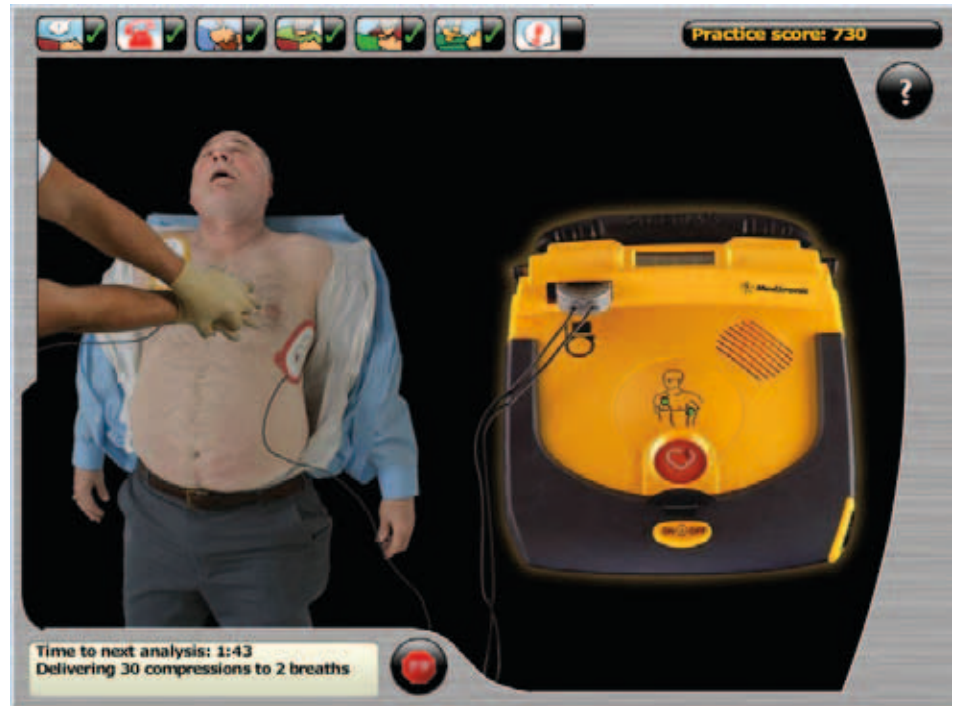 Practice score: 730
?
Medtronic
ON OFF
Time to next analysis: 1:43
Delivering 30 compressions to 2 breaths